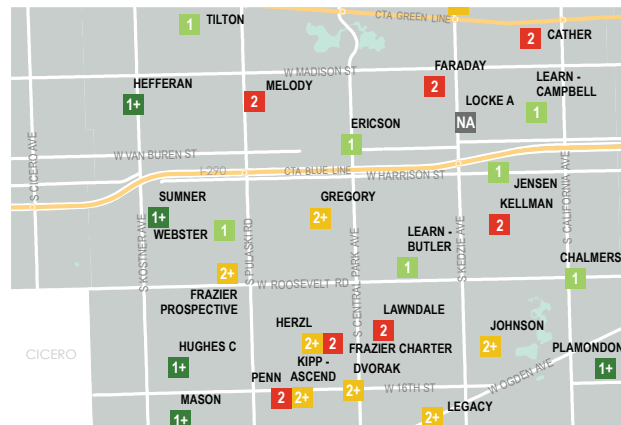 CTA GREEN LINE
1 TILTON
2 CATHER
W MADISON ST
HEFFERAN
1+
MELODY
2
FARADAY
2
LOCKE A
NA
LEARN -
CAMPBELL
1
ERICSON
1
S CICERO AVE
W VAN BUREN ST
I-290
CTA BLUE LINE
W HARRISON ST
S CALIFORNIA AVE
1
JENSEN
SUMNER
1+
WEBSTER
1
GREGORY
2+
KELLMAN
2
S KOSTNER AVE
S PULASKI RD
S CENTRAL PARK AVE
S KEDZIE AVE
LEARN -
BUTLER
1
CHALMERS
1
2+
FRAZIER
PROSPECTIVE
W ROOSEVELT RD
HERZL
2+
2
FRAZIER CHARTER
LAWNDALE
2
JOHNSON
2+
PLAMONDON
1+
CICERO
HUGHES C
1+
PENN
2
KIPP -
ASCEND
2+
DVORAK
2+
W 16TH ST
W OGDEN AVE
MASON
1+
LEGACY
2+